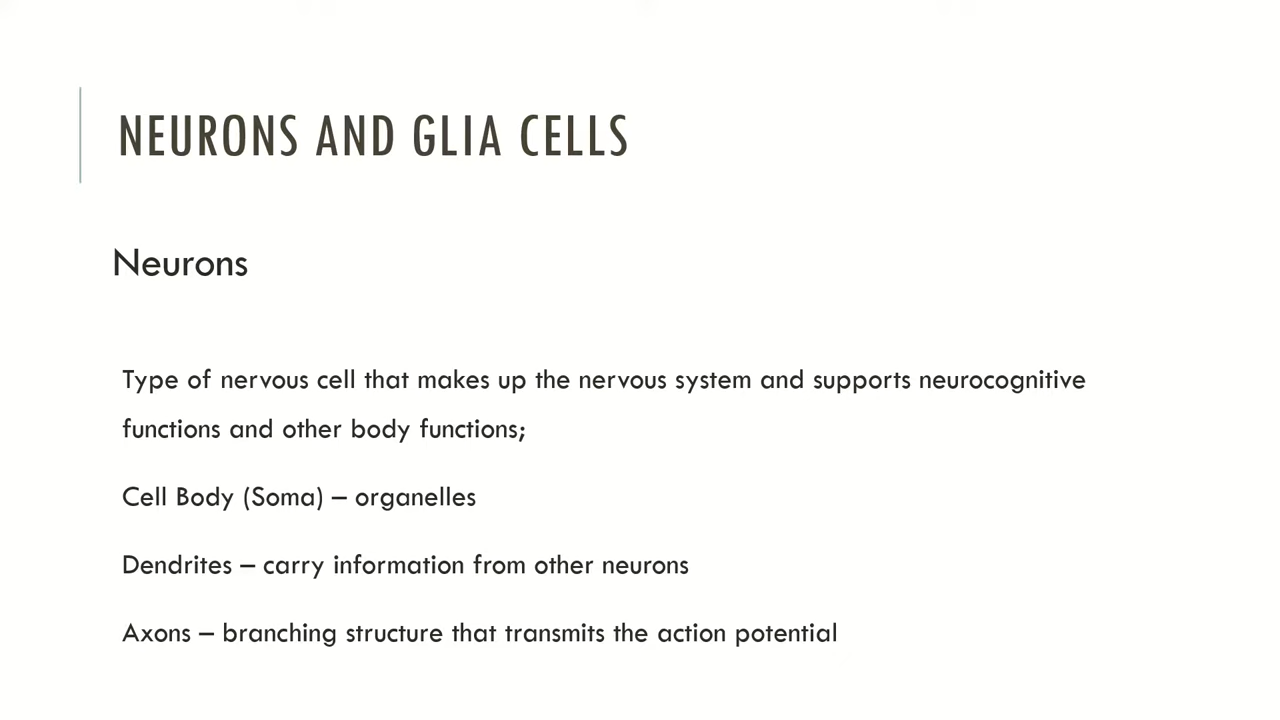 NEURONS AND GLIA CELLS
Neurons
Type of nervous cell that makes up the nervous system and supports neurocognitive
functions and other body functions;
Cell Body (Soma) – organelles
Dendrites – carry information from other neurons
Axons – branching structure that transmits the action potential